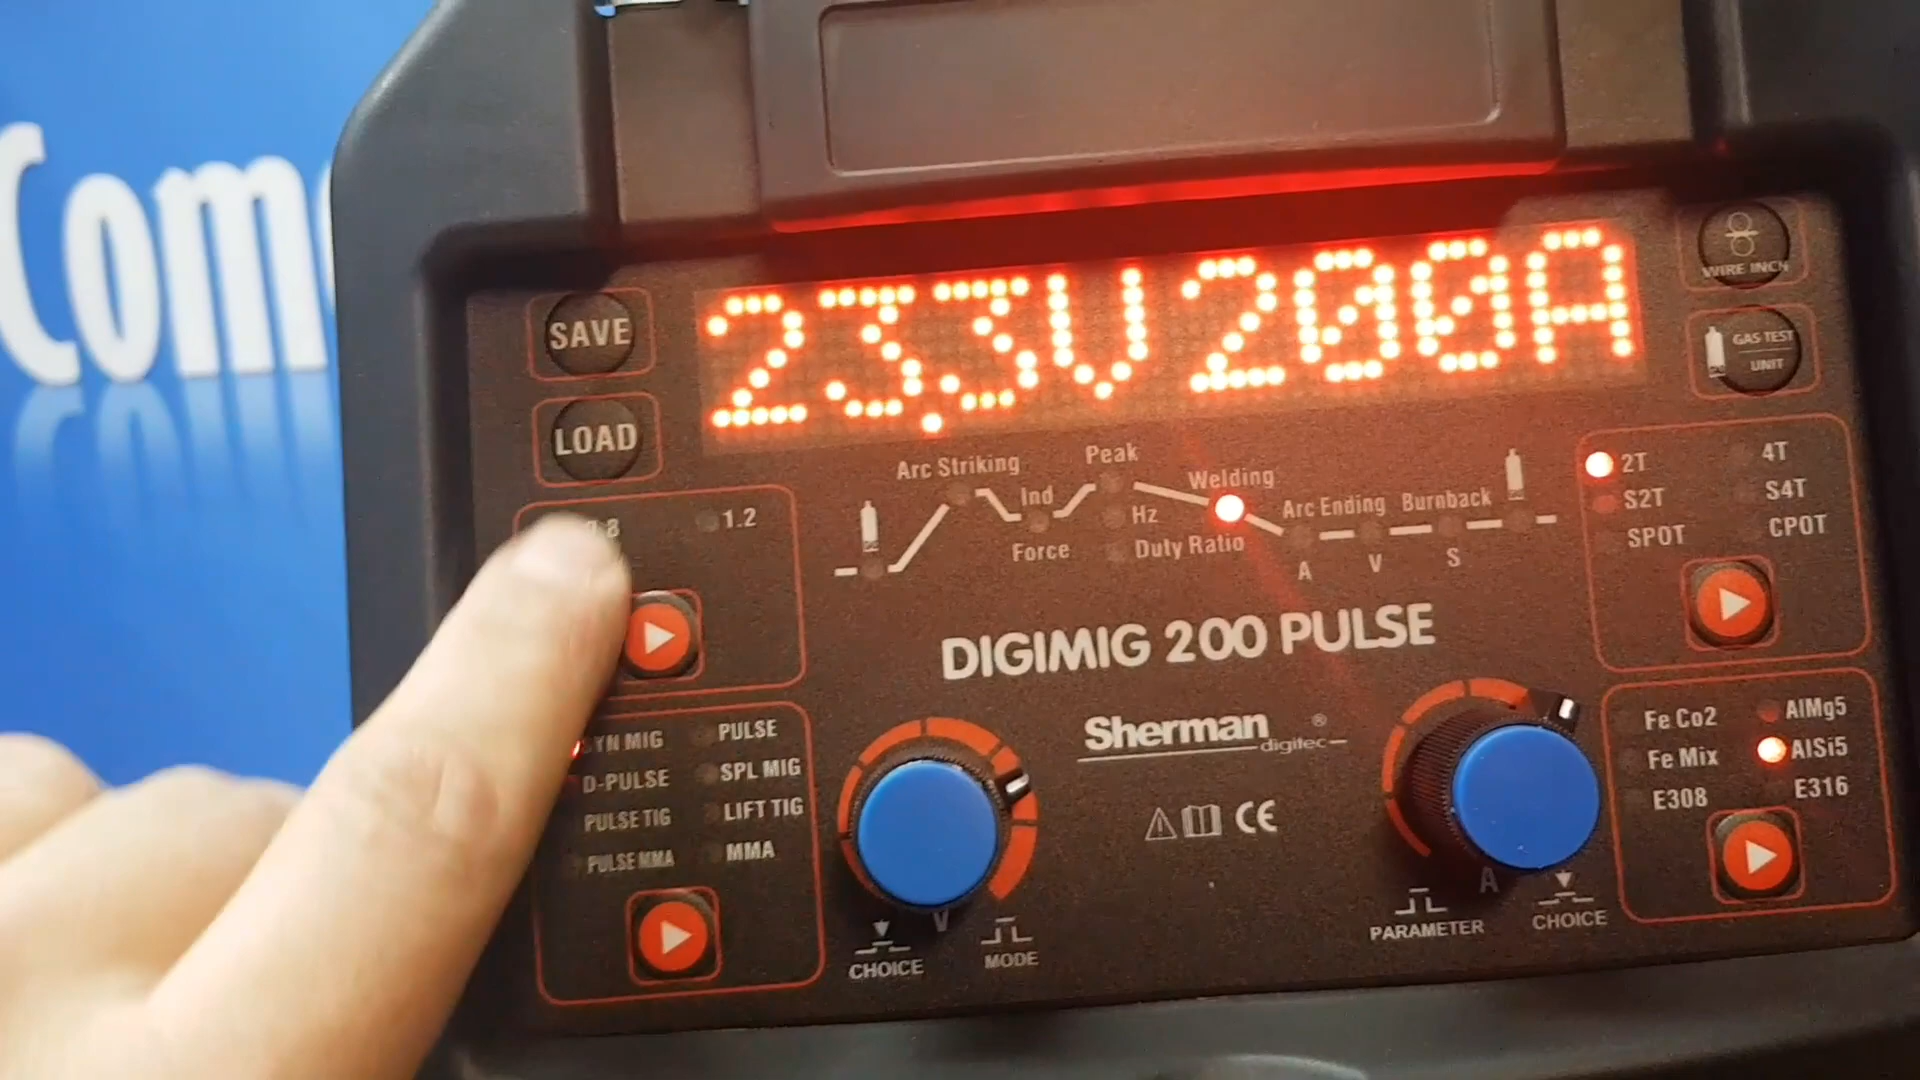 Com
SAVE
LOAD
23.3V 200A
WIRE INCH
GAS TEST
UNIT
Arc Striking
Peak
Ind
Force
Hz
Duty Ratio
Welding
Arc Ending
Burnback
A
V
S
1.2
2T
4T
S2T
S4T
SPOT
CPOT
DIGIMIG 200 PULSE
Sherman ®
digitec
CE
SYN MIG
PULSE
D-PULSE
SPL MIG
PULSE TIG
LIFT TIG
PULSE MMA
MMA
V
CHOICE
MODE
A
PARAMETER
CHOICE
Fe Co2
AlMg5
Fe Mix
AlSi5
E308
E316